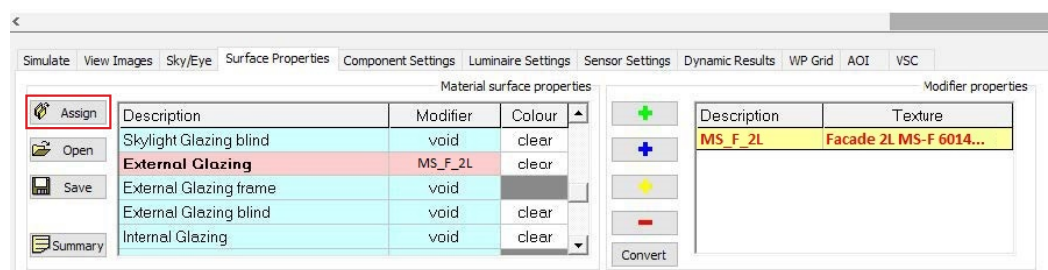 Simulate View Images Sky/Eye Surface Properties Component Settings Luminaire Settings Sensor Settings Dynamic Results WP Grid AOI VSC
Material surface properties
Modifier properties
Assign
Open
Save
Summary
Description Modifier Colour
Skylight Glazing blind void clear
External Glazing MS_F_2L clear
External Glazing frame void
External Glazing blind void clear
Internal Glazing void clear
Convert
Description Texture
MS_F_2L Facade 2L MS-F 6014...